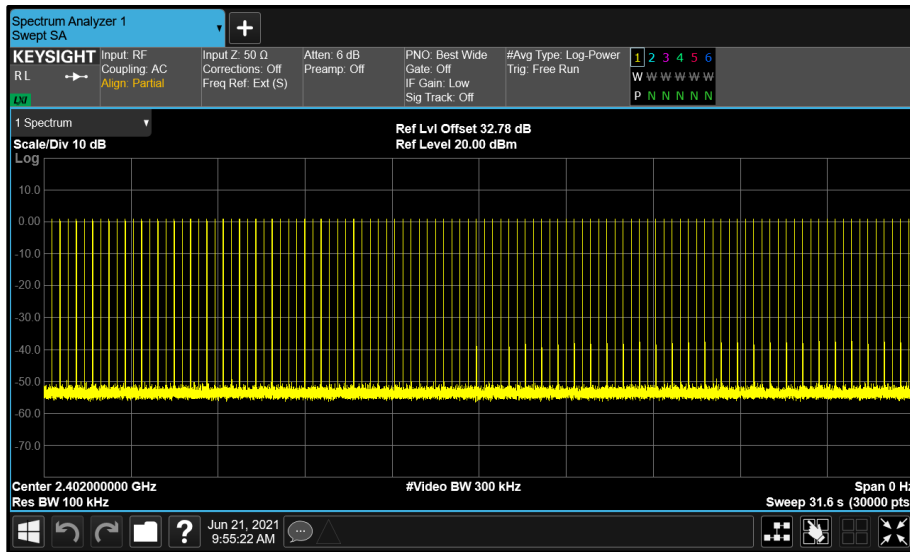 Spectrum Analyzer 1
Swept SA
KEYSIGHT Input: RF Input Z: 50 Ω Atten: 6 dB PNO: Best Wide #Avg Type: Log-Power 1 2 3 4 5 6
RL Coupling: AC Corrections: Off Preamp: Off Gate: Off Trig: Free Run W W W W W W
Align: Partial Freq Ref: Ext (S) IF Gain: Low
LXI Sig Track: Off P N N N N N
1 Spectrum
Ref Lvl Offset 32.78 dB
Scale/Div 10 dB Ref Level 20.00 dBm
Log
10.0
0.00
-10.0
-20.0
-30.0
-40.0
-50.0
-60.0
-70.0
Center 2.402000000 GHz #Video BW 300 kHz Span 0 Hz
Res BW 100 kHz Sweep 31.6 s (30000 pts
?
Jun 21, 2021
9:55:22 AM